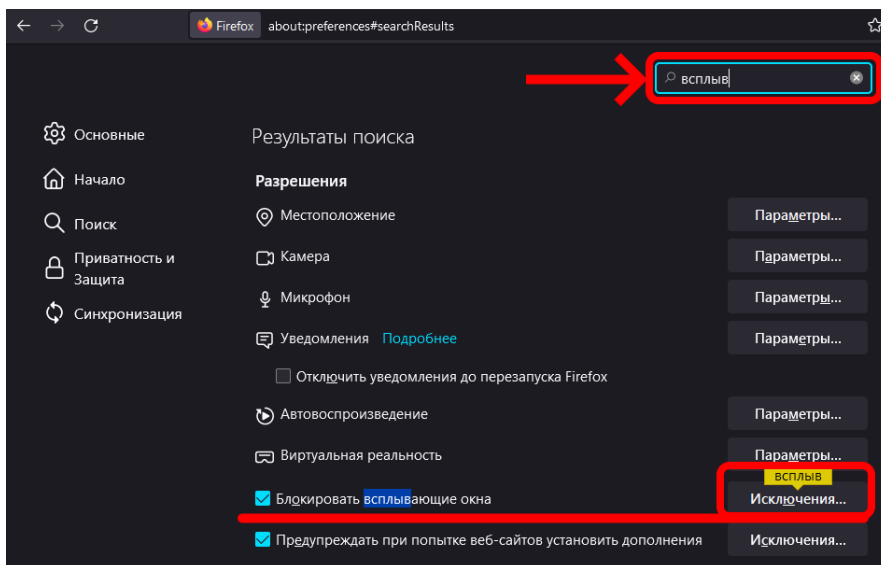 Firefox about:preferences#searchResults
всплыв
Основные
Начало
Поиск
Приватность и
Защита
Синхронизация
Результаты поиска
Разрешения
Местоположение Параметры...
Камера Параметры...
Микрофон Параметры...
Уведомления Подробнее Параметры...
Отключить уведомления до перезапуска Firefox
Автовоспроизведение Параметры...
Виртуальная реальность Параметры...
всплыв
Блокировать всплывающие окна Исключения...
Предупреждать при попытке веб-сайтов установить дополнения Исключения...